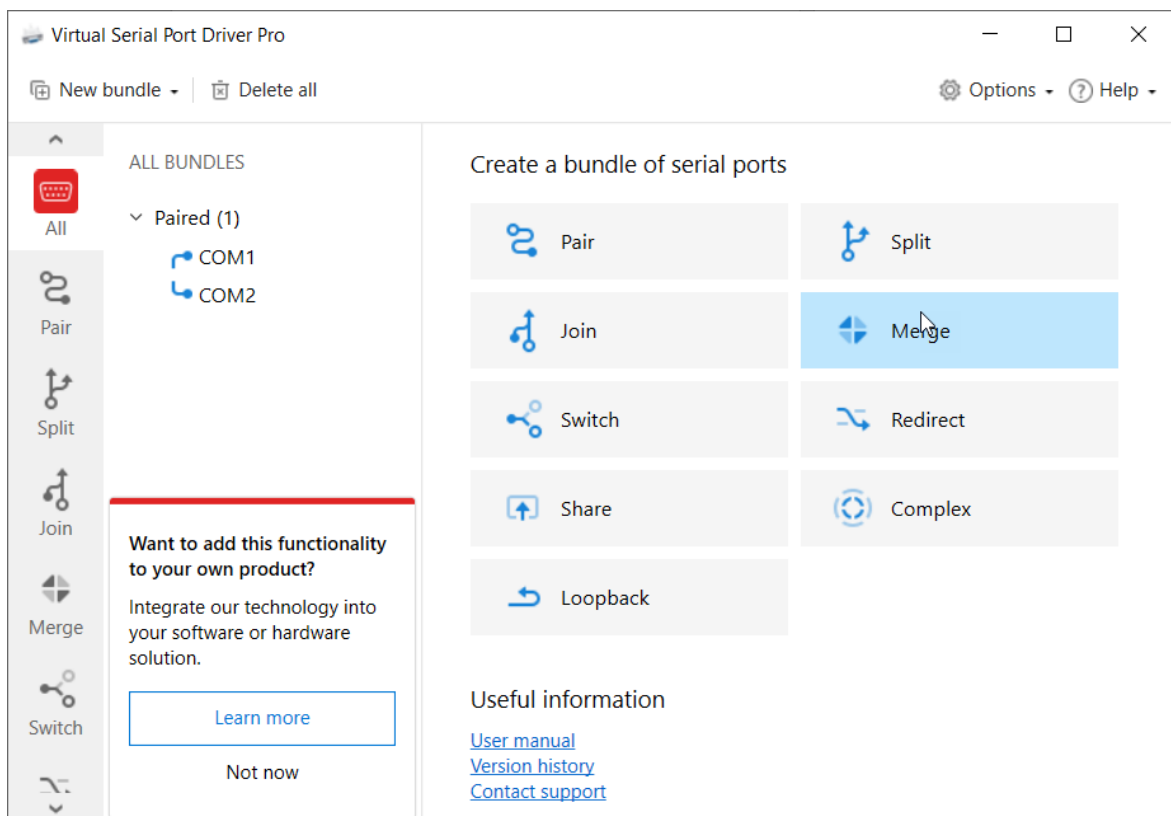 Virtual Serial Port Driver Pro
New bundle
Delete all
Options
Help
All
Pair
Split
Join
Merge
Switch
ALL BUNDLES
Paired (1)
COM1
COM2
Want to add this functionality
to your own product?
Integrate our technology into
your software or hardware
solution.
Learn more
Not now
Create a bundle of serial ports
Pair
Split
Join
Merge
Switch
Redirect
Share
Complex
Loopback
Useful information
User manual
Version history
Contact support